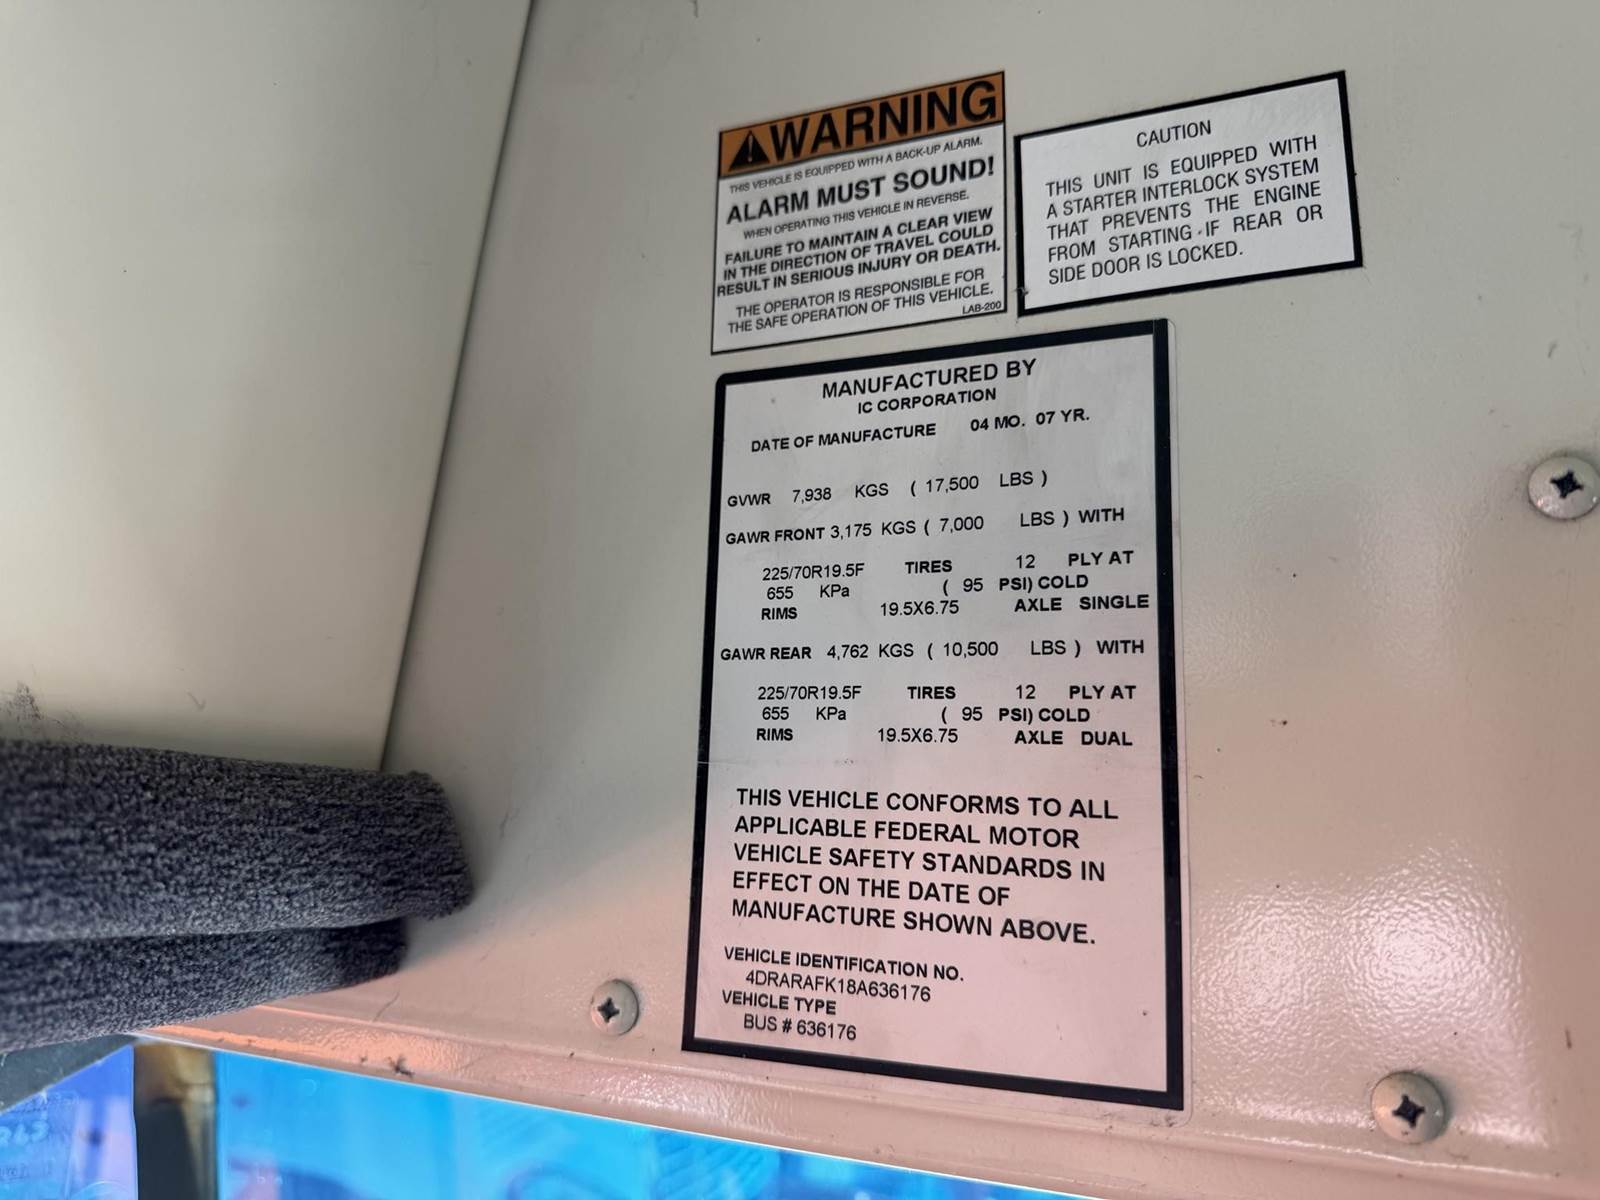 WARNING
THIS VEHICLE IS EQUIPPED WITH A BACK-UP ALARM.
ALARM MUST SOUND!
WHEN OPERATING THIS VEHICLE IN REVERSE.
FAILURE TO MAINTAIN A CLEAR VIEW
IN THE DIRECTION OF TRAVEL COULD
RESULT IN SERIOUS INJURY OR DEATH.
THE OPERATOR IS RESPONSIBLE FOR
THE SAFE OPERATION OF THIS VEHICLE.
LAB-200
CAUTION
THIS UNIT IS EQUIPPED WITH
A STARTER INTERLOCK SYSTEM
THAT PREVENTS THE ENGINE
FROM STARTING IF REAR OR
SIDE DOOR IS LOCKED.
MANUFACTURED BY
IC CORPORATION
DATE OF MANUFACTURE 04 MO. 07 YR.
GVWR 7,938 KGS ( 17,500 LBS )
GAWR FRONT 3,175 KGS ( 7,000 LBS ) WITH
225/70R19.5F TIRES 12 PLY AT
655 KPa ( 95 PSI) COLD
RIMS 19.5X6.75 AXLE SINGLE
GAWR REAR 4,762 KGS ( 10,500 LBS ) WITH
225/70R19.5F TIRES 12 PLY AT
655 KPa ( 95 PSI) COLD
RIMS 19.5X6.75 AXLE DUAL
THIS VEHICLE CONFORMS TO ALL
APPLICABLE FEDERAL MOTOR
VEHICLE SAFETY STANDARDS IN
EFFECT ON THE DATE OF
MANUFACTURE SHOWN ABOVE.
VEHICLE IDENTIFICATION NO.
4DRARAFK18A636176
VEHICLE TYPE
BUS # 636176